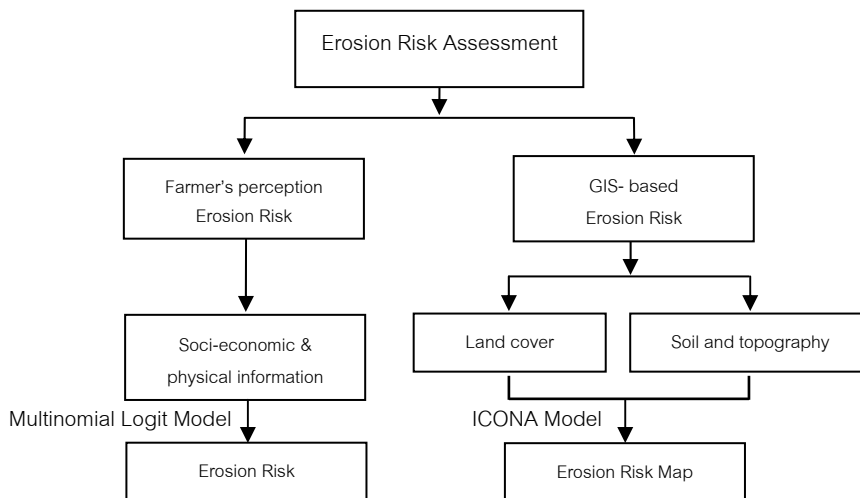 Erosion Risk Assessment
Farmer's perception
Erosion Risk
GIS- based
Erosion Risk
Soci-economic &
physical information
Land cover
Soil and topography
Multinomial Logit Model
ICONA Model
Erosion Risk
Erosion Risk Map